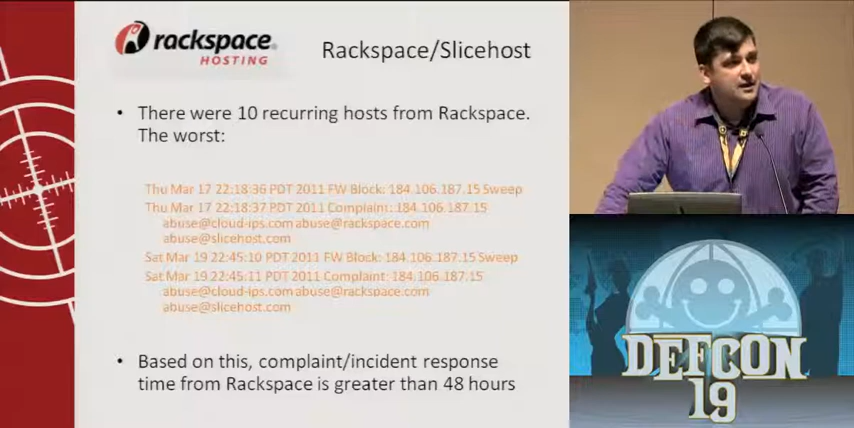 rackspace.
HOSTING
Rackspace/Slicehost
• There were 10 recurring hosts from Rackspace.
The worst:
Thu Mar 17 22:18:36 PDT 2011 FW Block: 184.106.187.15 Sweep
Thu Mar 17 22:18:37 PDT 2011 Complaint: 184.106.187.15
abuse@cloud-ips.com abuse@rackspace.com
abuse@slicehost.com
Sat Mar 19 22:45:10 PDT 2011 FW Block: 184.106.187.15 Sweep
Sat Mar 19 22:45:11 PDT 2011 Complaint: 184.106.187.15
abuse@cloud-ips.com abuse@rackspace.com
abuse@slicehost.com
• Based on this, complaint/incident response
time from Rackspace is greater than 48 hours
DEFCON
19